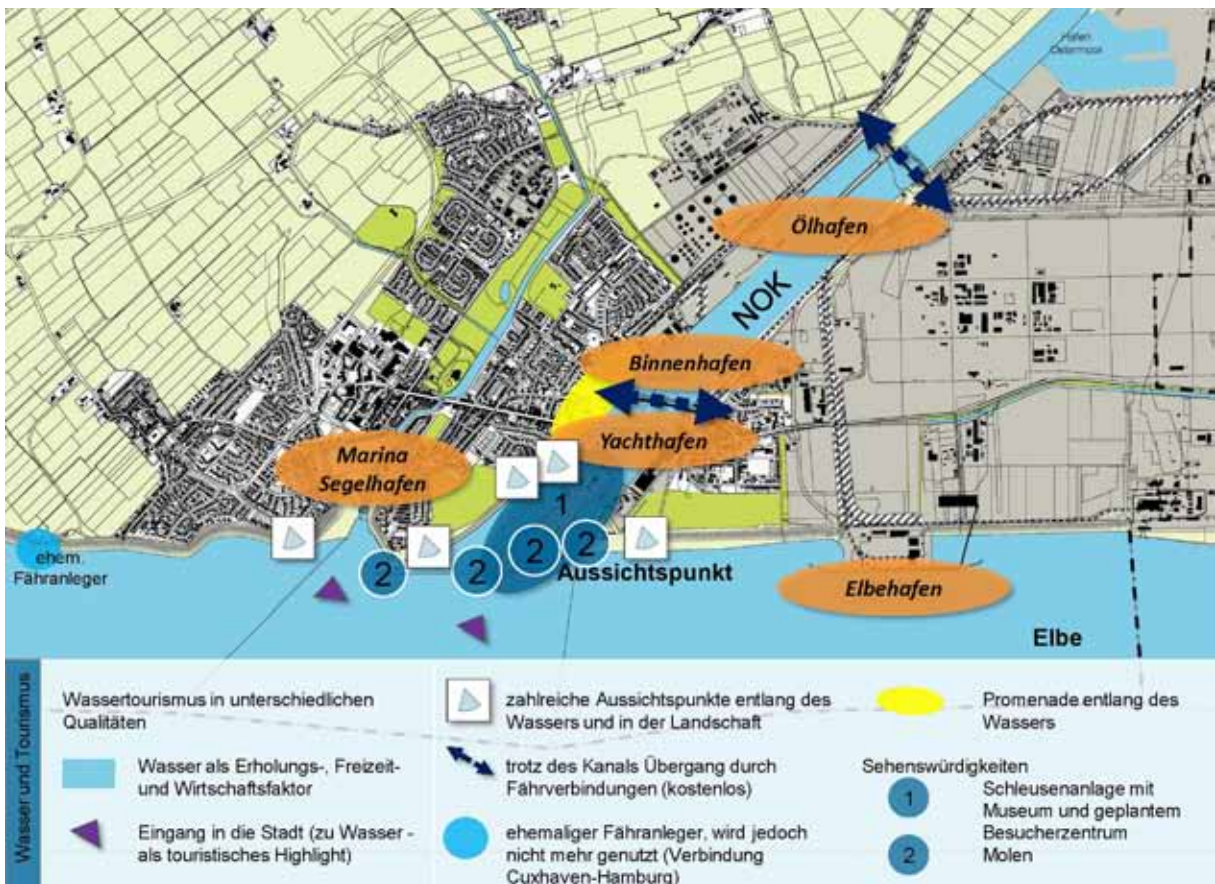 Hafen
Ostermoor
Ölhafen
NOK
Binnenhafen
Yachthafen
Marina
Segelhafen
1
2
2
2
2
ehem.
Fähranleger
Aussichtspunkt
Elbehafen
Elbe
Wasser und Tourismus
Wassertourismus in unterschiedlichen
Qualitäten
Wasser als Erholungs-, Freizeit-
und Wirtschaftsfaktor
Eingang in die Stadt (zu Wasser -
als touristisches Highlight)
zahlreiche Aussichtspunkte entlang des
Wassers und in der Landschaft
trotz des Kanals Übergang durch
Fährverbindungen (kostenlos)
ehemaliger Fähranleger, wird jedoch
nicht mehr genutzt (Verbindung
Cuxhaven-Hamburg)
Promenade entlang des
Wassers
Sehenswürdigkeiten
1
Schleusenanlage mit
Museum und geplantem
Besucherzentrum
2
Molen